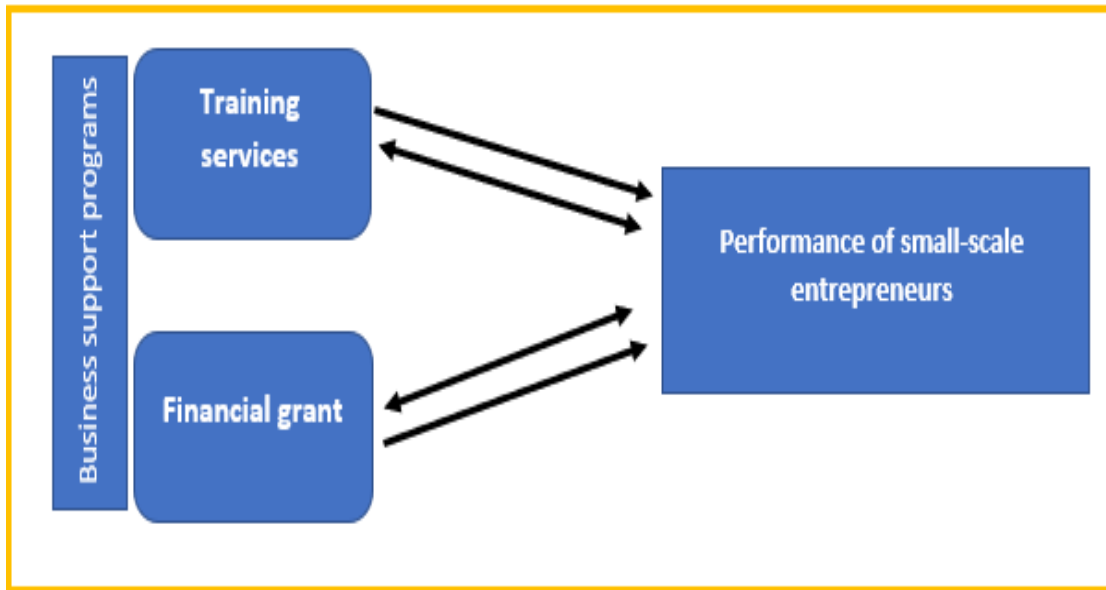 Business support programs
Training
services
Financial grant
Performance of small-scale
entrepreneurs